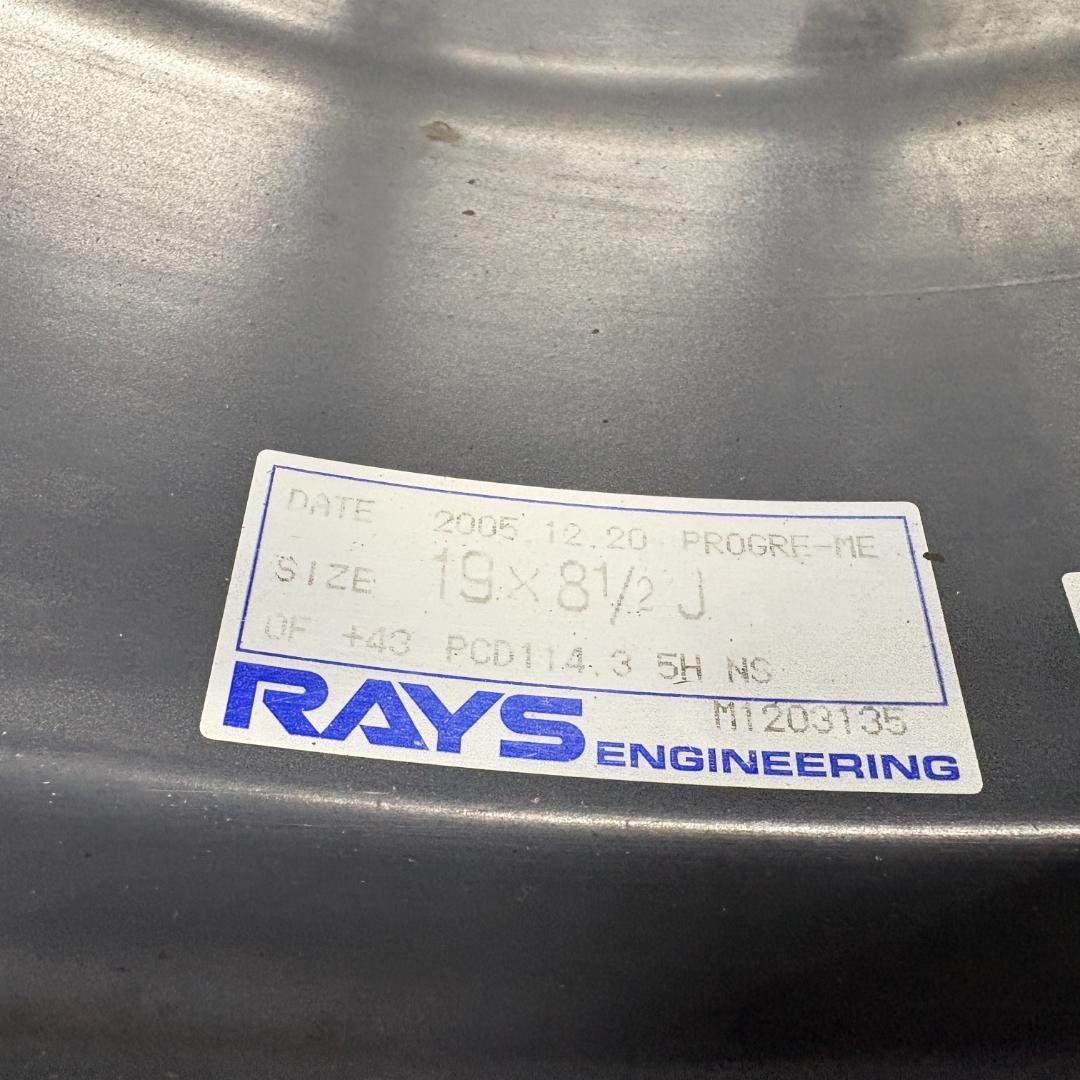 DATE 2005.12.20 PROGRE-ME
SIZE 19×8½J
OF +43 PCD114.3 5H NS
M1203135
RAYS ENGINEERING